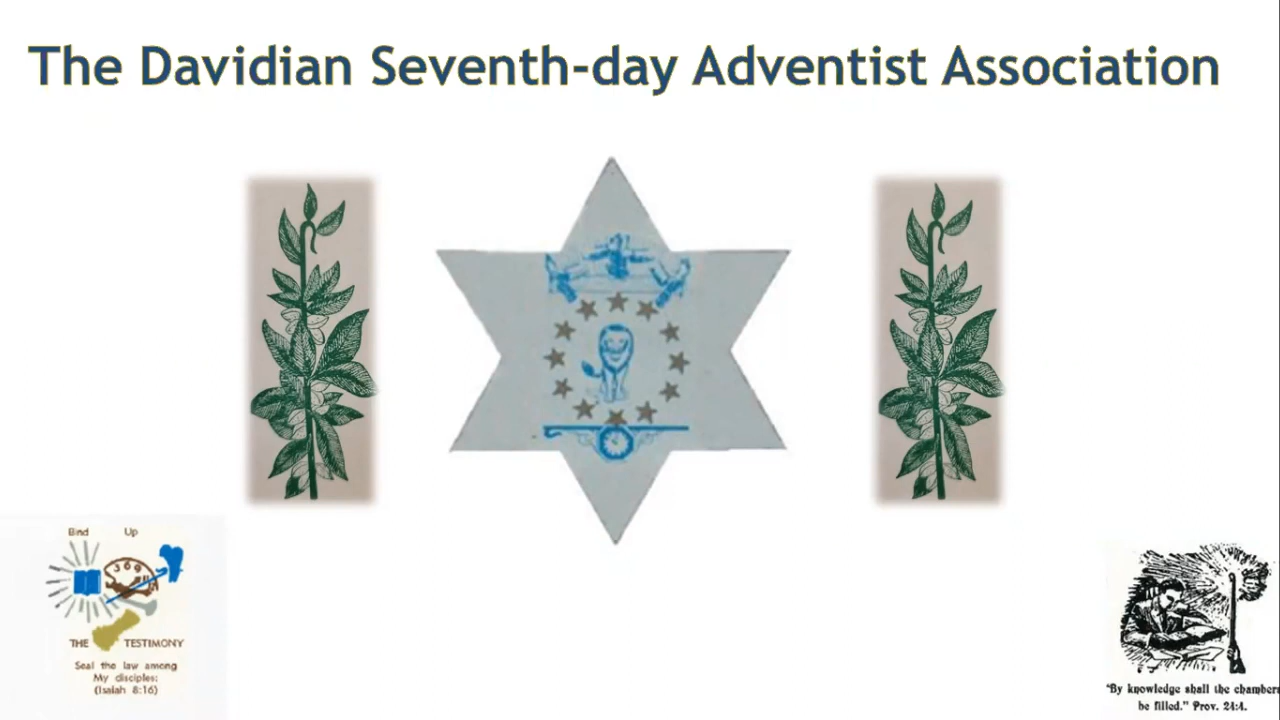 The Davidian Seventh-day Adventist Association
Bind Up
THE TESTIMONY
Seal the law among
My disciples:
(Isaiah 8:16)
"By knowledge shall the chamber
be filled." Prov. 24:4.